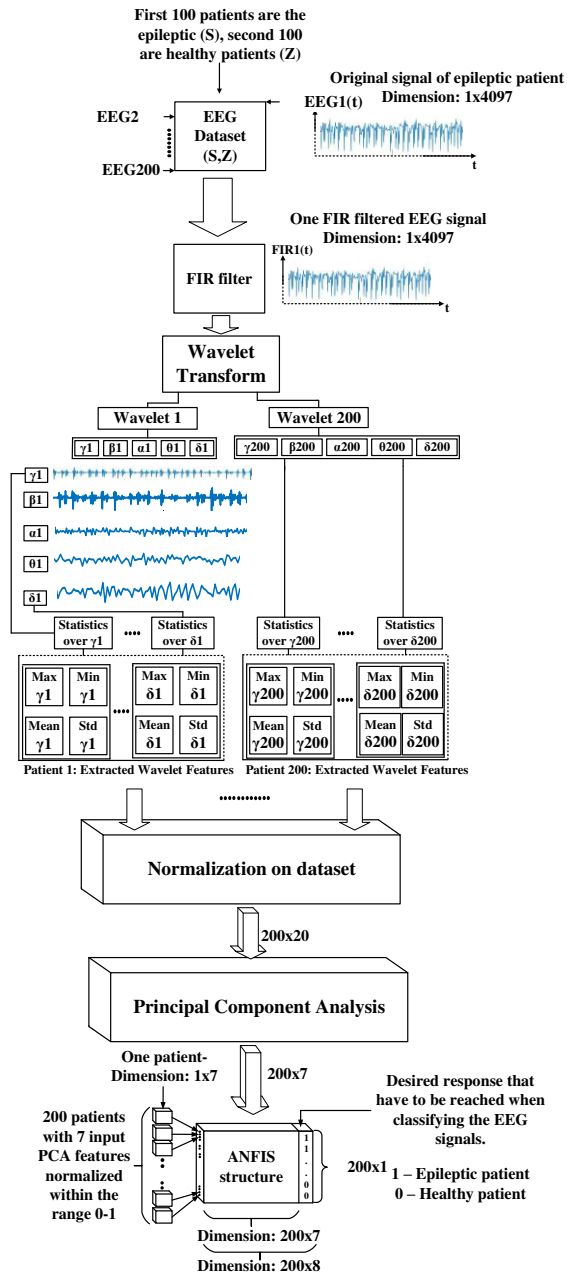 First 100 patients are the
epileptic (S), second 100
are healthy patients (Z)
Original signal of epileptic patient
Dimension: 1x4097
EEG1(t)
EEG2
EEG
Dataset
(S,Z)
EEG200
t
One FIR filtered EEG signal
Dimension: 1x4097
FIR1(t)
FIR filter
t
Wavelet
Transform
Wavelet 1
Wavelet 200
γ1 β1 α1 θ1 δ1
γ200 β200 α200 θ200 δ200
γ1
β1
α1
θ1
δ1
Statistics
over γ1
Statistics
over δ1
Statistics
over γ200
Statistics
over δ200
Max
γ1
Min
γ1
Max
δ1
Min
δ1
Mean
γ1
Std
γ1
Mean
δ1
Std
δ1
Max
γ200
Min
γ200
Max
δ200
Min
δ200
Mean
γ200
Std
γ200
Mean
δ200
Std
δ200
Patient 1: Extracted Wavelet Features
Patient 200: Extracted Wavelet Features
Normalization on dataset
200x20
Principal Component Analysis
200x7
One patient-
Dimension: 1x7
200 patients
with 7 input
PCA features
normalized
within the
range 0-1
ANFIS
structure
1
1
.
.
0
0
Desired response that
have to be reached when
classifying the EEG
signals.
200x1
1 – Epileptic patient
0 – Healthy patient
Dimension: 200x7
Dimension: 200x8